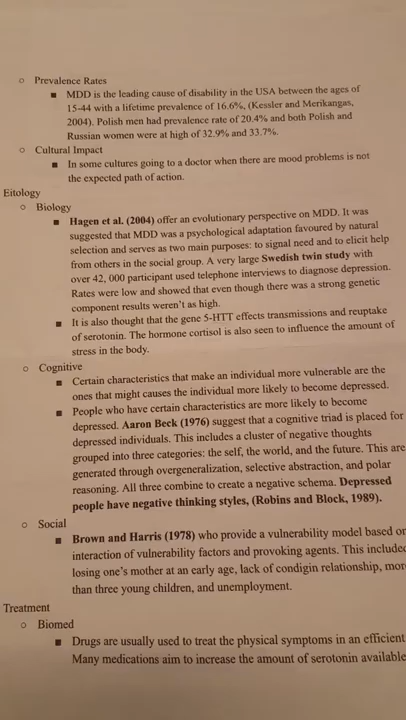 Prevalence Rates
MDD is the leading cause of disability in the USA between the ages of
15-44 with a lifetime prevalence of 16.6%, (Kessler and Merikangas,
2004). Polish men had prevalence rate of 20.4% and both Polish and
Russian women were at high of 32.9% and 33.7%.
Cultural Impact
In some cultures going to a doctor when there are mood problems is not
the expected path of action.
Eitology
Biology
Hagen et al. (2004) offer an evolutionary perspective on MDD. It was
suggested that MDD was a psychological adaptation favoured by natural
selection and serves as two main purposes: to signal need and to elicit help
from others in the social group. A very large Swedish twin study with
over 42, 000 participant used telephone interviews to diagnose depression.
Rates were low and showed that even though there was a strong genetic
component results weren't as high.
It is also thought that the gene 5-HTT effects transmissions and reuptake
of serotonin. The hormone cortisol is also seen to influence the amount of
stress in the body.
Cognitive
Certain characteristics that make an individual more vulnerable are the
ones that might causes the individual more likely to become depressed.
People who have certain characteristics are more likely to become
depressed. Aaron Beck (1976) suggest that a cognitive triad is placed for
depressed individuals. This includes a cluster of negative thoughts
grouped into three categories: the self, the world, and the future. This are
generated through overgeneralization, selective abstraction, and polar
reasoning. All three combine to create a negative schema. Depressed
people have negative thinking styles, (Robins and Block, 1989).
Social
Brown and Harris (1978) who provide a vulnerability model based on
interaction of vulnerability factors and provoking agents. This included
losing one's mother at an early age, lack of condigin relationship, mor
than three young children, and unemployment.
Treatment
Biomed
Drugs are usually used to treat the physical symptoms in an efficient
Many medications aim to increase the amount of serotonin available